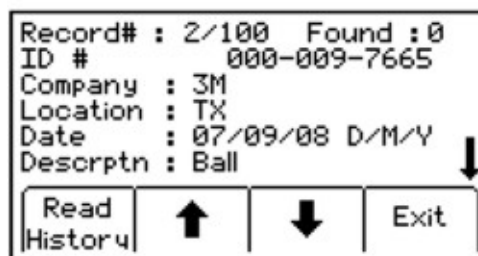 Record# : 2/100 Found :0
ID # 000-009-7665
Company : 3M
Location : TX
Date : 07/09/08 D/M/Y
Descrptn : Ball
Read History
Exit